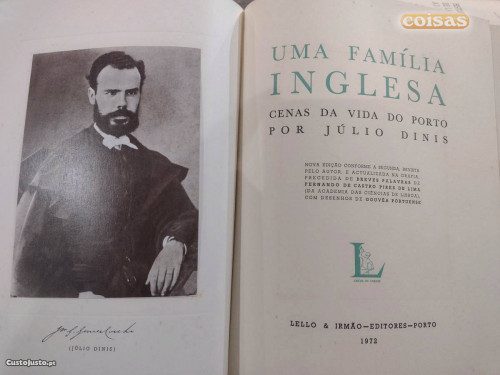 coisas
(JÚLIO DINIS)
CustoJusto.pt
UMA FAMÍLIA
INGLESA
CENAS DA VIDA DO PORTO
POR JÚLIO DINIS
NOVA EDIÇÃO CONFORME A SEGUNDA, REVISTA
PELO AUTOR, E ACTUALIZADA NA GRAFIA,
PRECEDIDA DE BREVES PALAVRAS DE
FERNANDO DE CASTRO PIRES DE LIMA
(DA ACADEMIA DAS CIÊNCIAS DE LISBOA)
COM DESENHOS DE GOUVÊA PORTUENSE
L
LELLO & IRMÃO—EDITORES—PORTO
1972